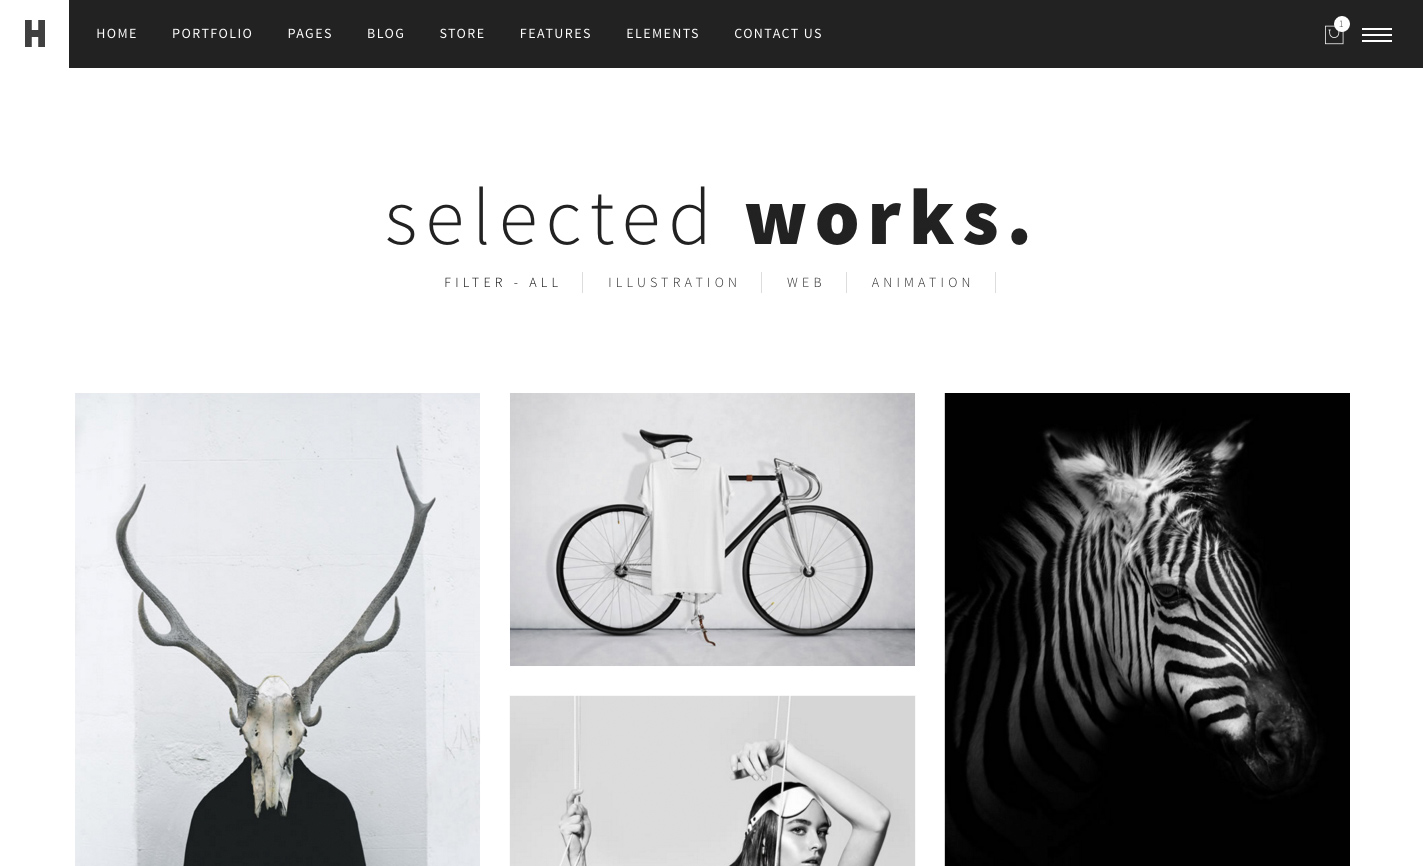 H
HOME PORTFOLIO PAGES BLOG STORE FEATURES ELEMENTS CONTACT US
1
selected works.
FILTER - ALL ILLUSTRATION WEB ANIMATION